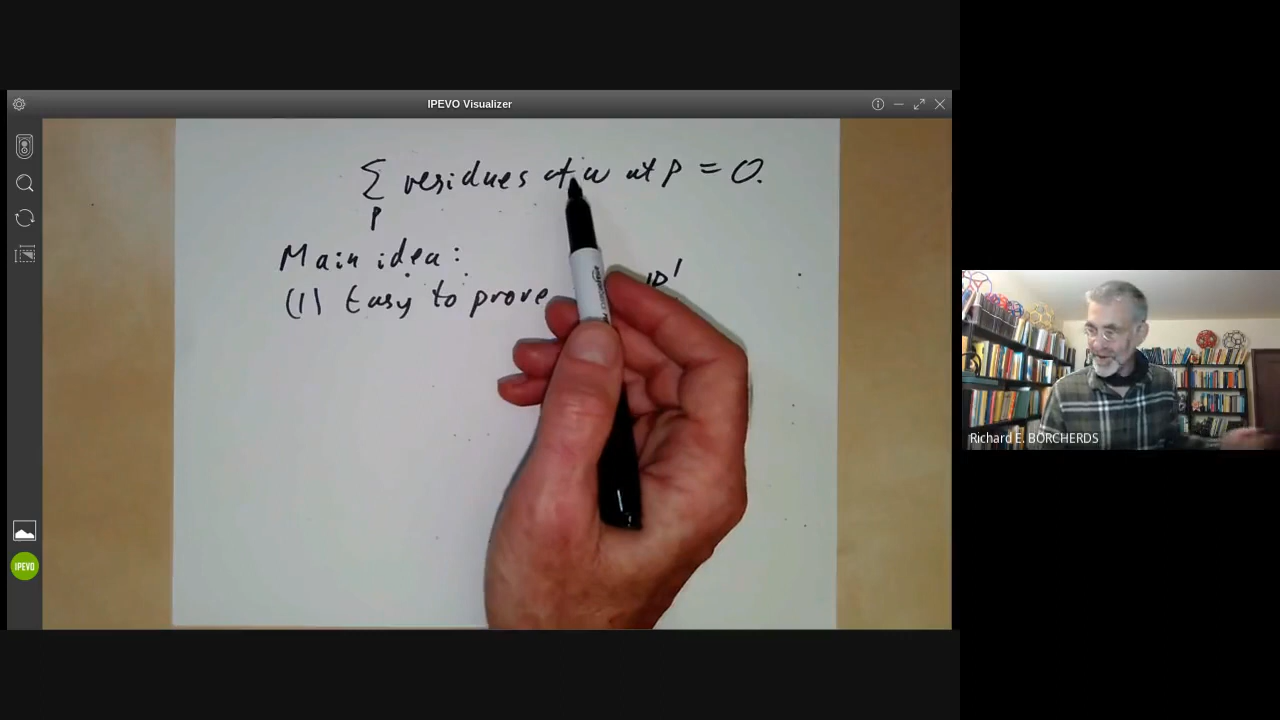 IPEVO Visualizer
∑ residues of ω at p = 0.
p
Main idea:
(1) Easy to prove P¹
IPEVO
Richard E. BORCHERDS